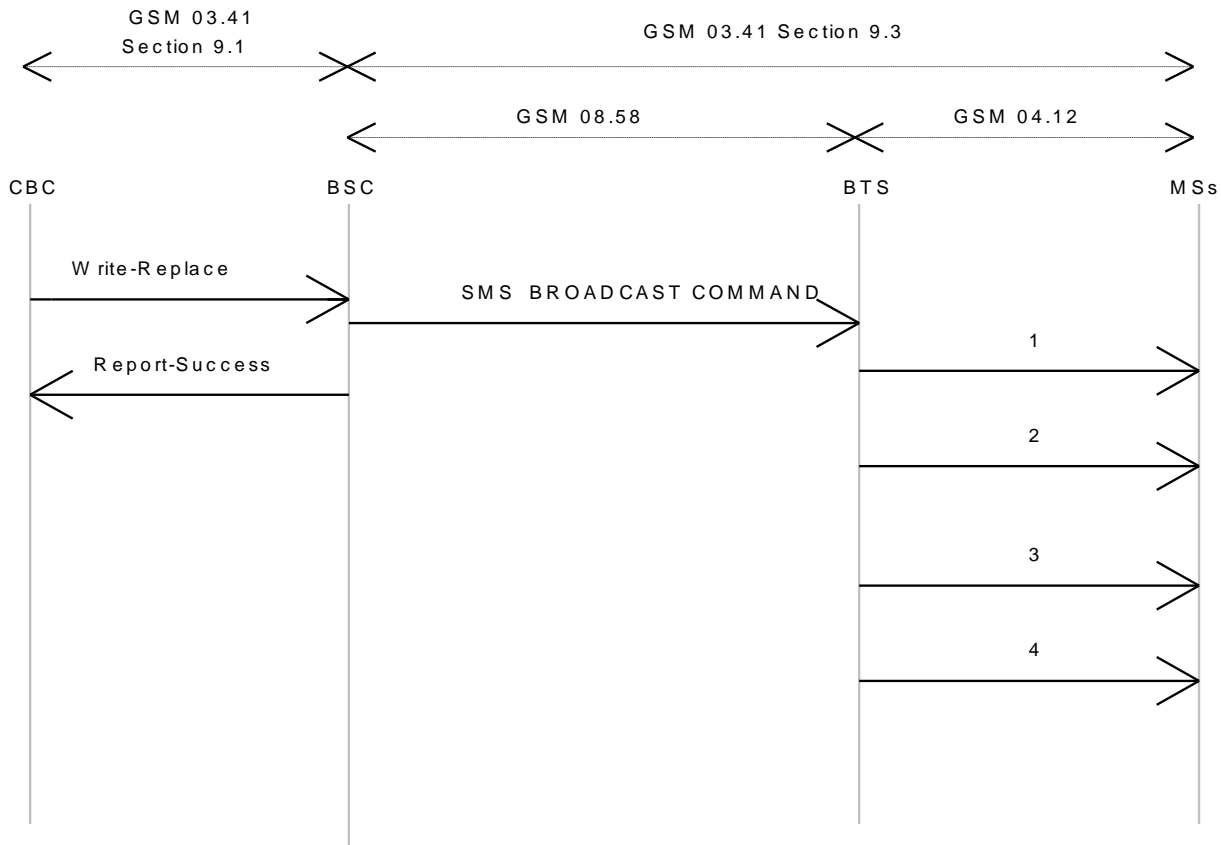 GSM 03.41
Section 9.1
GSM 03.41 Section 9.3
GSM 08.58
GSM 04.12
CBC
BSC
BTS
MSs
Write-Replace
SMS BROADCAST COMMAND
1
Report-Success
2
3
4